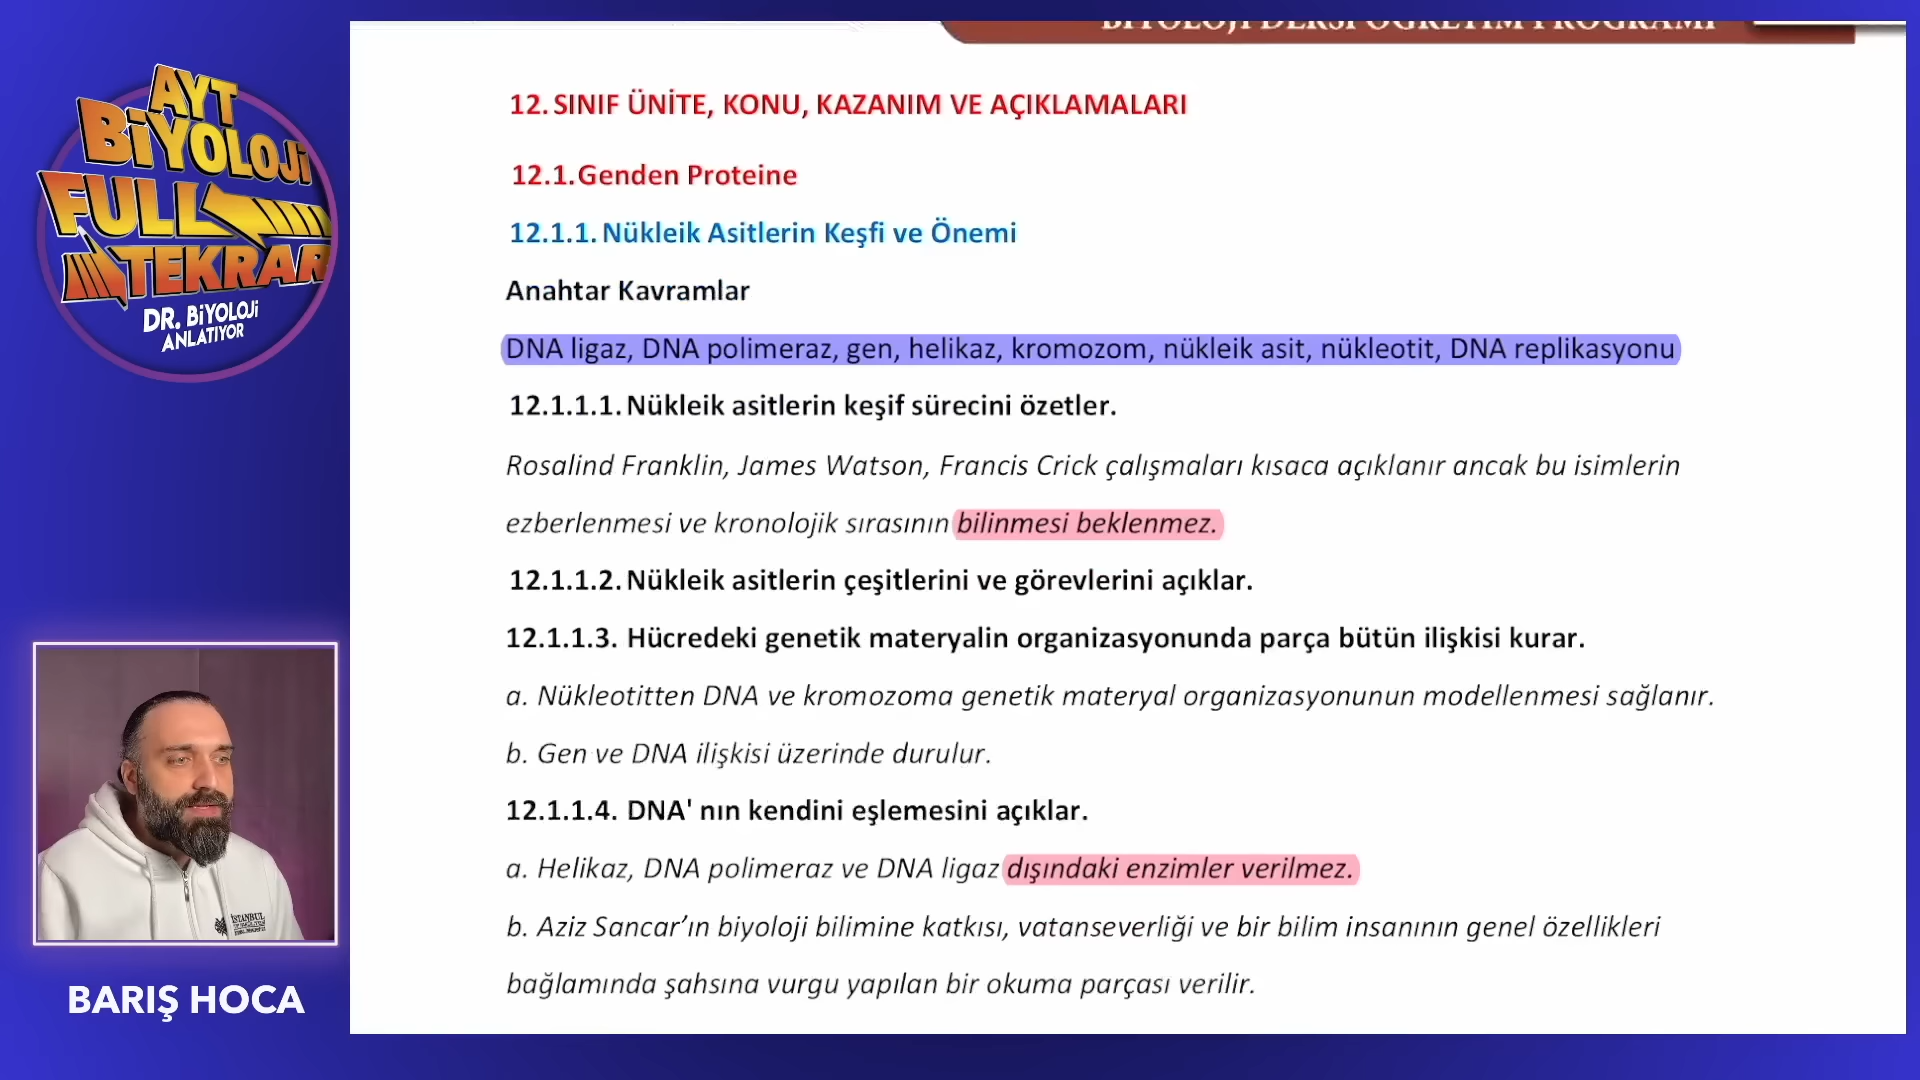 BİYOLOJİ DERSİ ÖĞRETİM PROGRAMI
AYT
BİYOLOJİ
FULL
TEKRAR
DR. BİYOLOJİ
ANLATIYOR
12. SINIF ÜNİTE, KONU, KAZANIM VE AÇIKLAMALARI
12.1. Genden Proteine
12.1.1. Nükleik Asitlerin Keşfi ve Önemi
Anahtar Kavramlar
DNA ligaz, DNA polimeraz, gen, helikaz, kromozom, nükleik asit, nükleotit, DNA replikasyonu
12.1.1.1. Nükleik asitlerin keşif sürecini özetler.
Rosalind Franklin, James Watson, Francis Crick çalışmaları kısaca açıklanır ancak bu isimlerin
ezberlenmesi ve kronolojik sırasının bilinmesi beklenmez.
12.1.1.2. Nükleik asitlerin çeşitlerini ve görevlerini açıklar.
12.1.1.3. Hücredeki genetik materyalin organizasyonunda parça bütün ilişkisi kurar.
a. Nükleotitten DNA ve kromozoma genetik materyal organizasyonunun modellenmesi sağlanır.
b. Gen ve DNA ilişkisi üzerinde durulur.
12.1.1.4. DNA' nın kendini eşlemesini açıklar.
a. Helikaz, DNA polimeraz ve DNA ligaz dışındaki enzimler verilmez.
b. Aziz Sancar’ın biyoloji bilimine katkısı, vatanseverliği ve bir bilim insanının genel özellikleri
bağlamında şahsına vurgu yapılan bir okuma parçası verilir.
İSTANBUL
BARIŞ HOCA